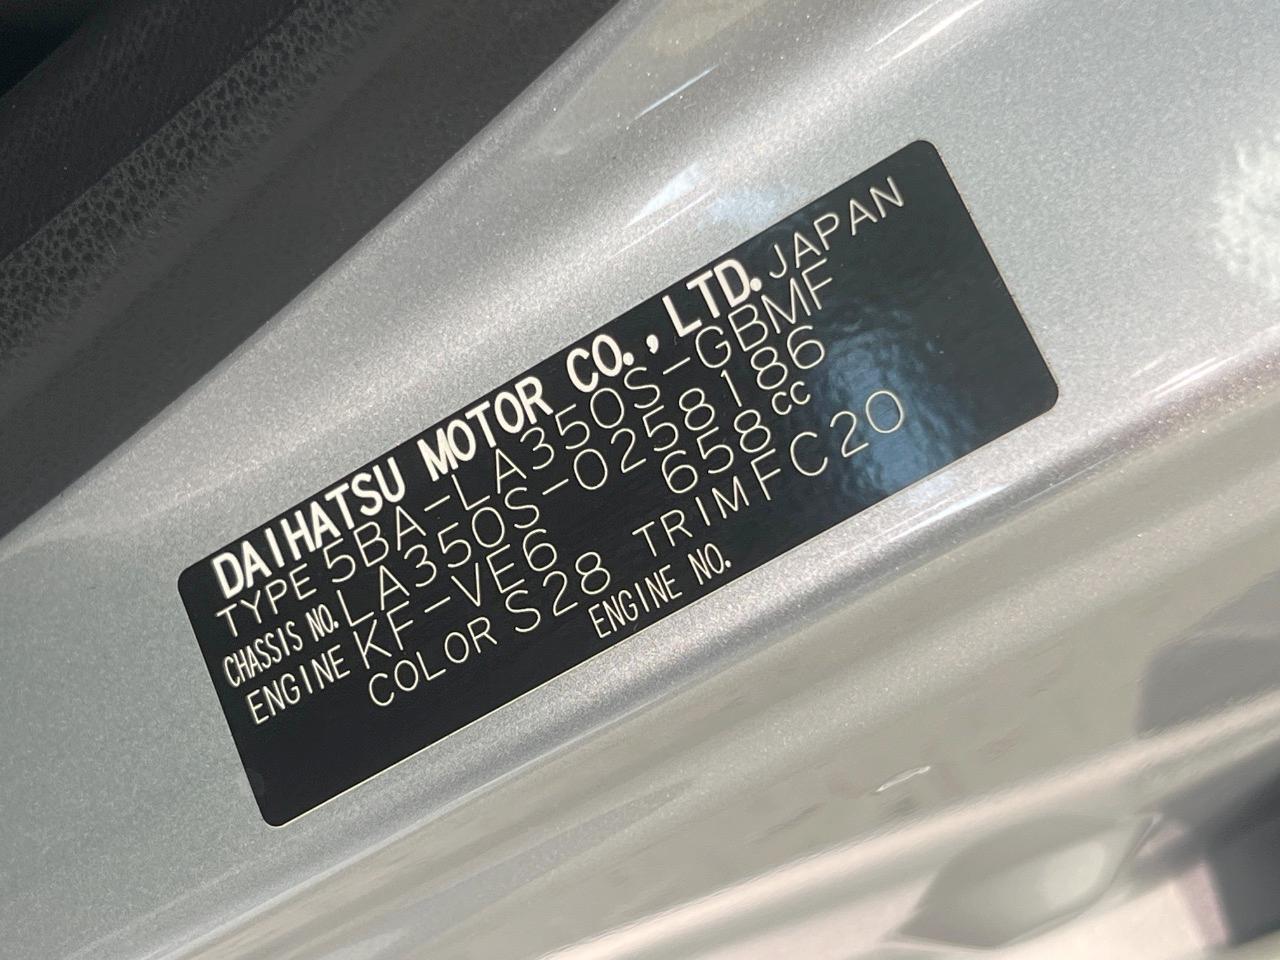 DAIHATSU MOTOR CO., LTD. JAPAN
TYPE 5BA-LA350S-GBMF
CHASSIS NO. LA350S-0258186
ENGINE KF-VE6 658cc
COLOR S28 TRIM FC20
ENGINE NO.